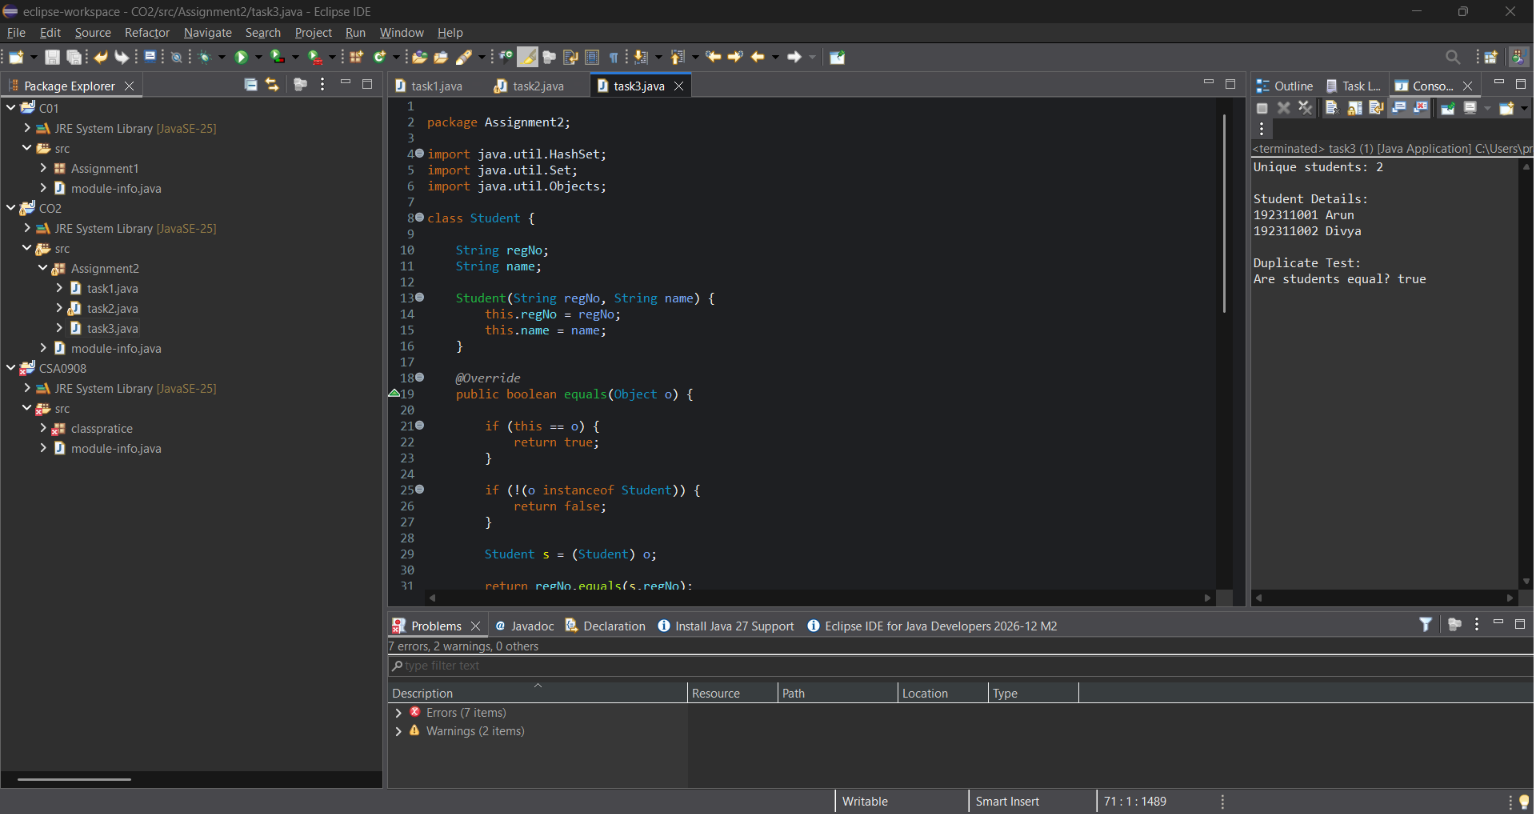 eclipse-workspace - CO2/src/Assignment2/task3.java - Eclipse IDE
File Edit Source Refactor Navigate Search Project Run Window Help
Package Explorer
C01
JRE System Library [JavaSE-25]
src
Assignment1
module-info.java
CO2
JRE System Library [JavaSE-25]
src
Assignment2
task1.java
task2.java
task3.java
module-info.java
CSA0908
JRE System Library [JavaSE-25]
src
classpratice
module-info.java
task1.java task2.java task3.java
1
2 package Assignment2;
3
4 import java.util.HashSet;
5 import java.util.Set;
6 import java.util.Objects;
7
8 class Student {
9
10 String regNo;
11 String name;
12
13 Student(String regNo, String name) {
14 this.regNo = regNo;
15 this.name = name;
16 }
17
18 @Override
19 public boolean equals(Object o) {
20
21 if (this == o) {
22 return true;
23 }
24
25 if (!(o instanceof Student)) {
26 return false;
27 }
28
29 Student s = (Student) o;
30
31 return regNo.equals(s.regNo);
Outline Task L... Conso...
<terminated> task3 (1) [Java Application] C:\Users\pr
Unique students: 2
Student Details:
192311001 Arun
192311002 Divya
Duplicate Test:
Are students equal? true
Problems Javadoc Declaration Install Java 27 Support Eclipse IDE for Java Developers 2026-12 M2
7 errors, 2 warnings, 0 others
type filter text
Description Resource Path Location Type
Errors (7 items)
Warnings (2 items)
Writable Smart Insert 71 : 1 : 1489